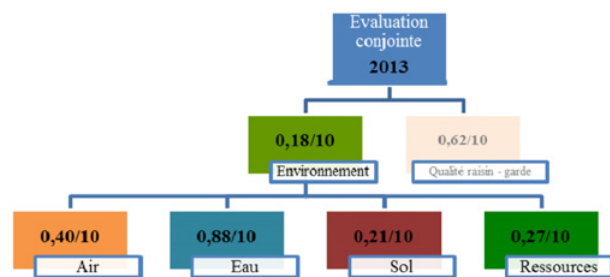 Evaluation
conjointe
2013
0,18/10
0,62/10
Environnement
Qualité raisin - garde
0,40/10
0,88/10
0,21/10
0,27/10
Air
Eau
Sol
Ressources